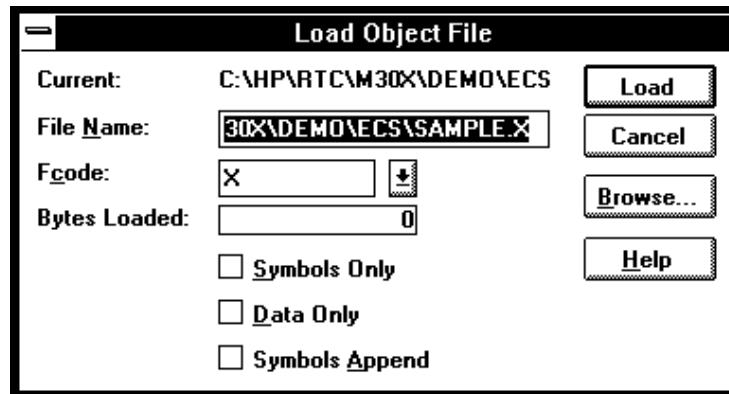 Load Object File
Current: C:\HP\RTC\M30X\DEMO\ECS
Load
File Name: 30X\DEMO\ECS\SAMPLE.X
Cancel
Fcode: X
Browse...
Bytes Loaded: 0
Help
Symbols Only
Data Only
Symbols Append